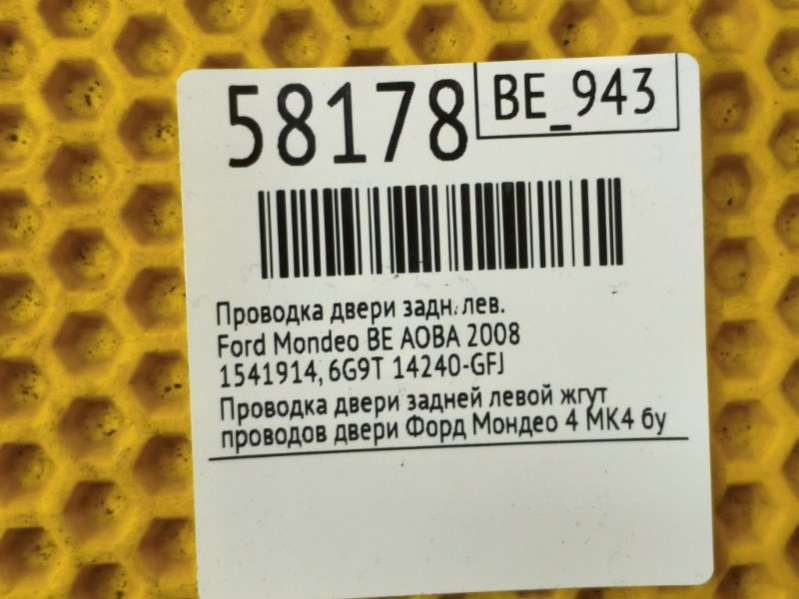 58178
BE_943
Проводка двери задн. лев.
Ford Mondeo BE AOBA 2008
1541914, 6G9T 14240-GFJ
Проводка двери задней левой жгут
проводов двери Форд Мондео 4 МК4 бу